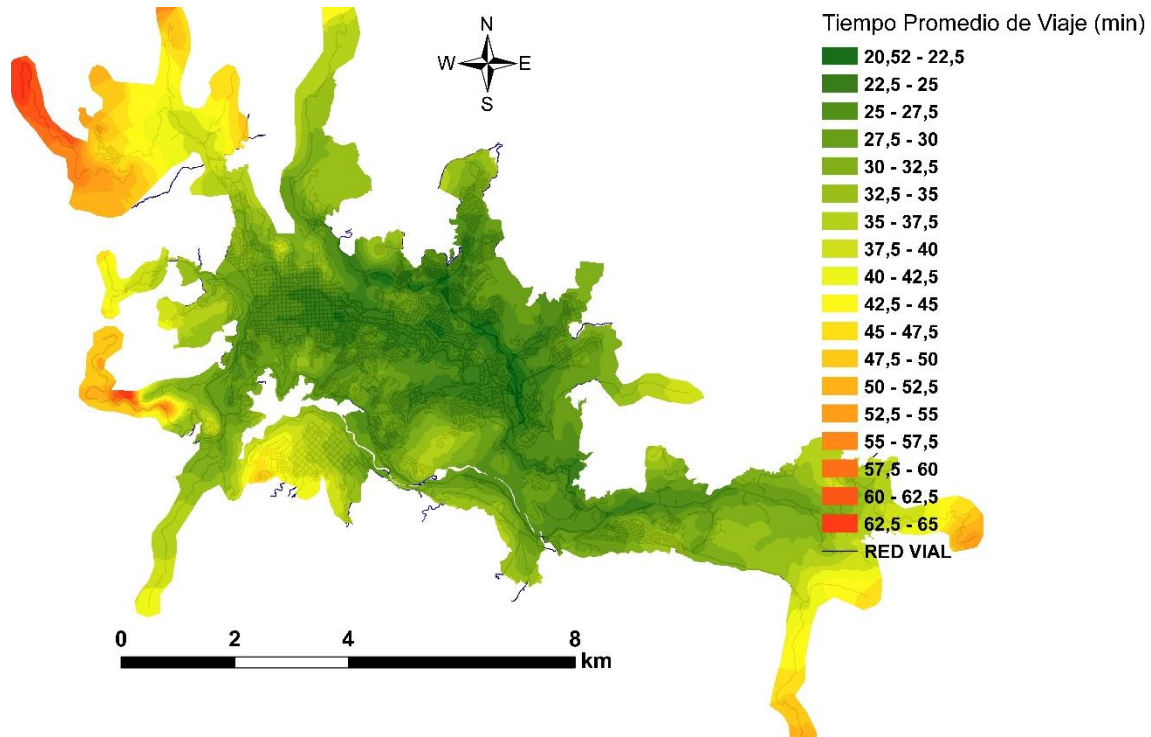 N
W E
S
0 2 4 8
km
Tiempo Promedio de Viaje (min)
20,52 - 22,5
22,5 - 25
25 - 27,5
27,5 - 30
30 - 32,5
32,5 - 35
35 - 37,5
37,5 - 40
40 - 42,5
42,5 - 45
45 - 47,5
47,5 - 50
50 - 52,5
52,5 - 55
55 - 57,5
57,5 - 60
60 - 62,5
62,5 - 65
RED VIAL